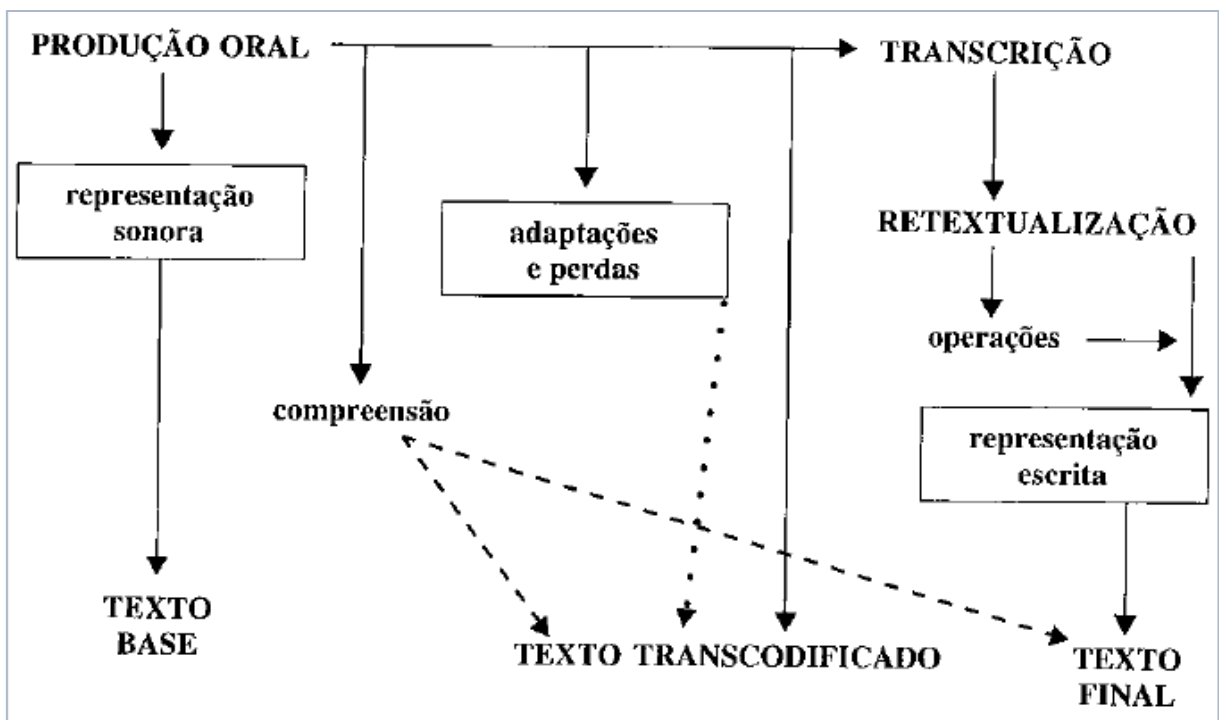 PRODUÇÃO ORAL
TRANSCRIÇÃO
representação
sonora
adaptações
e perdas
RETEXTUALIZAÇÃO
operações
compreensão
representação
escrita
TEXTO
BASE
TEXTO TRANSCODIFICADO
TEXTO
FINAL